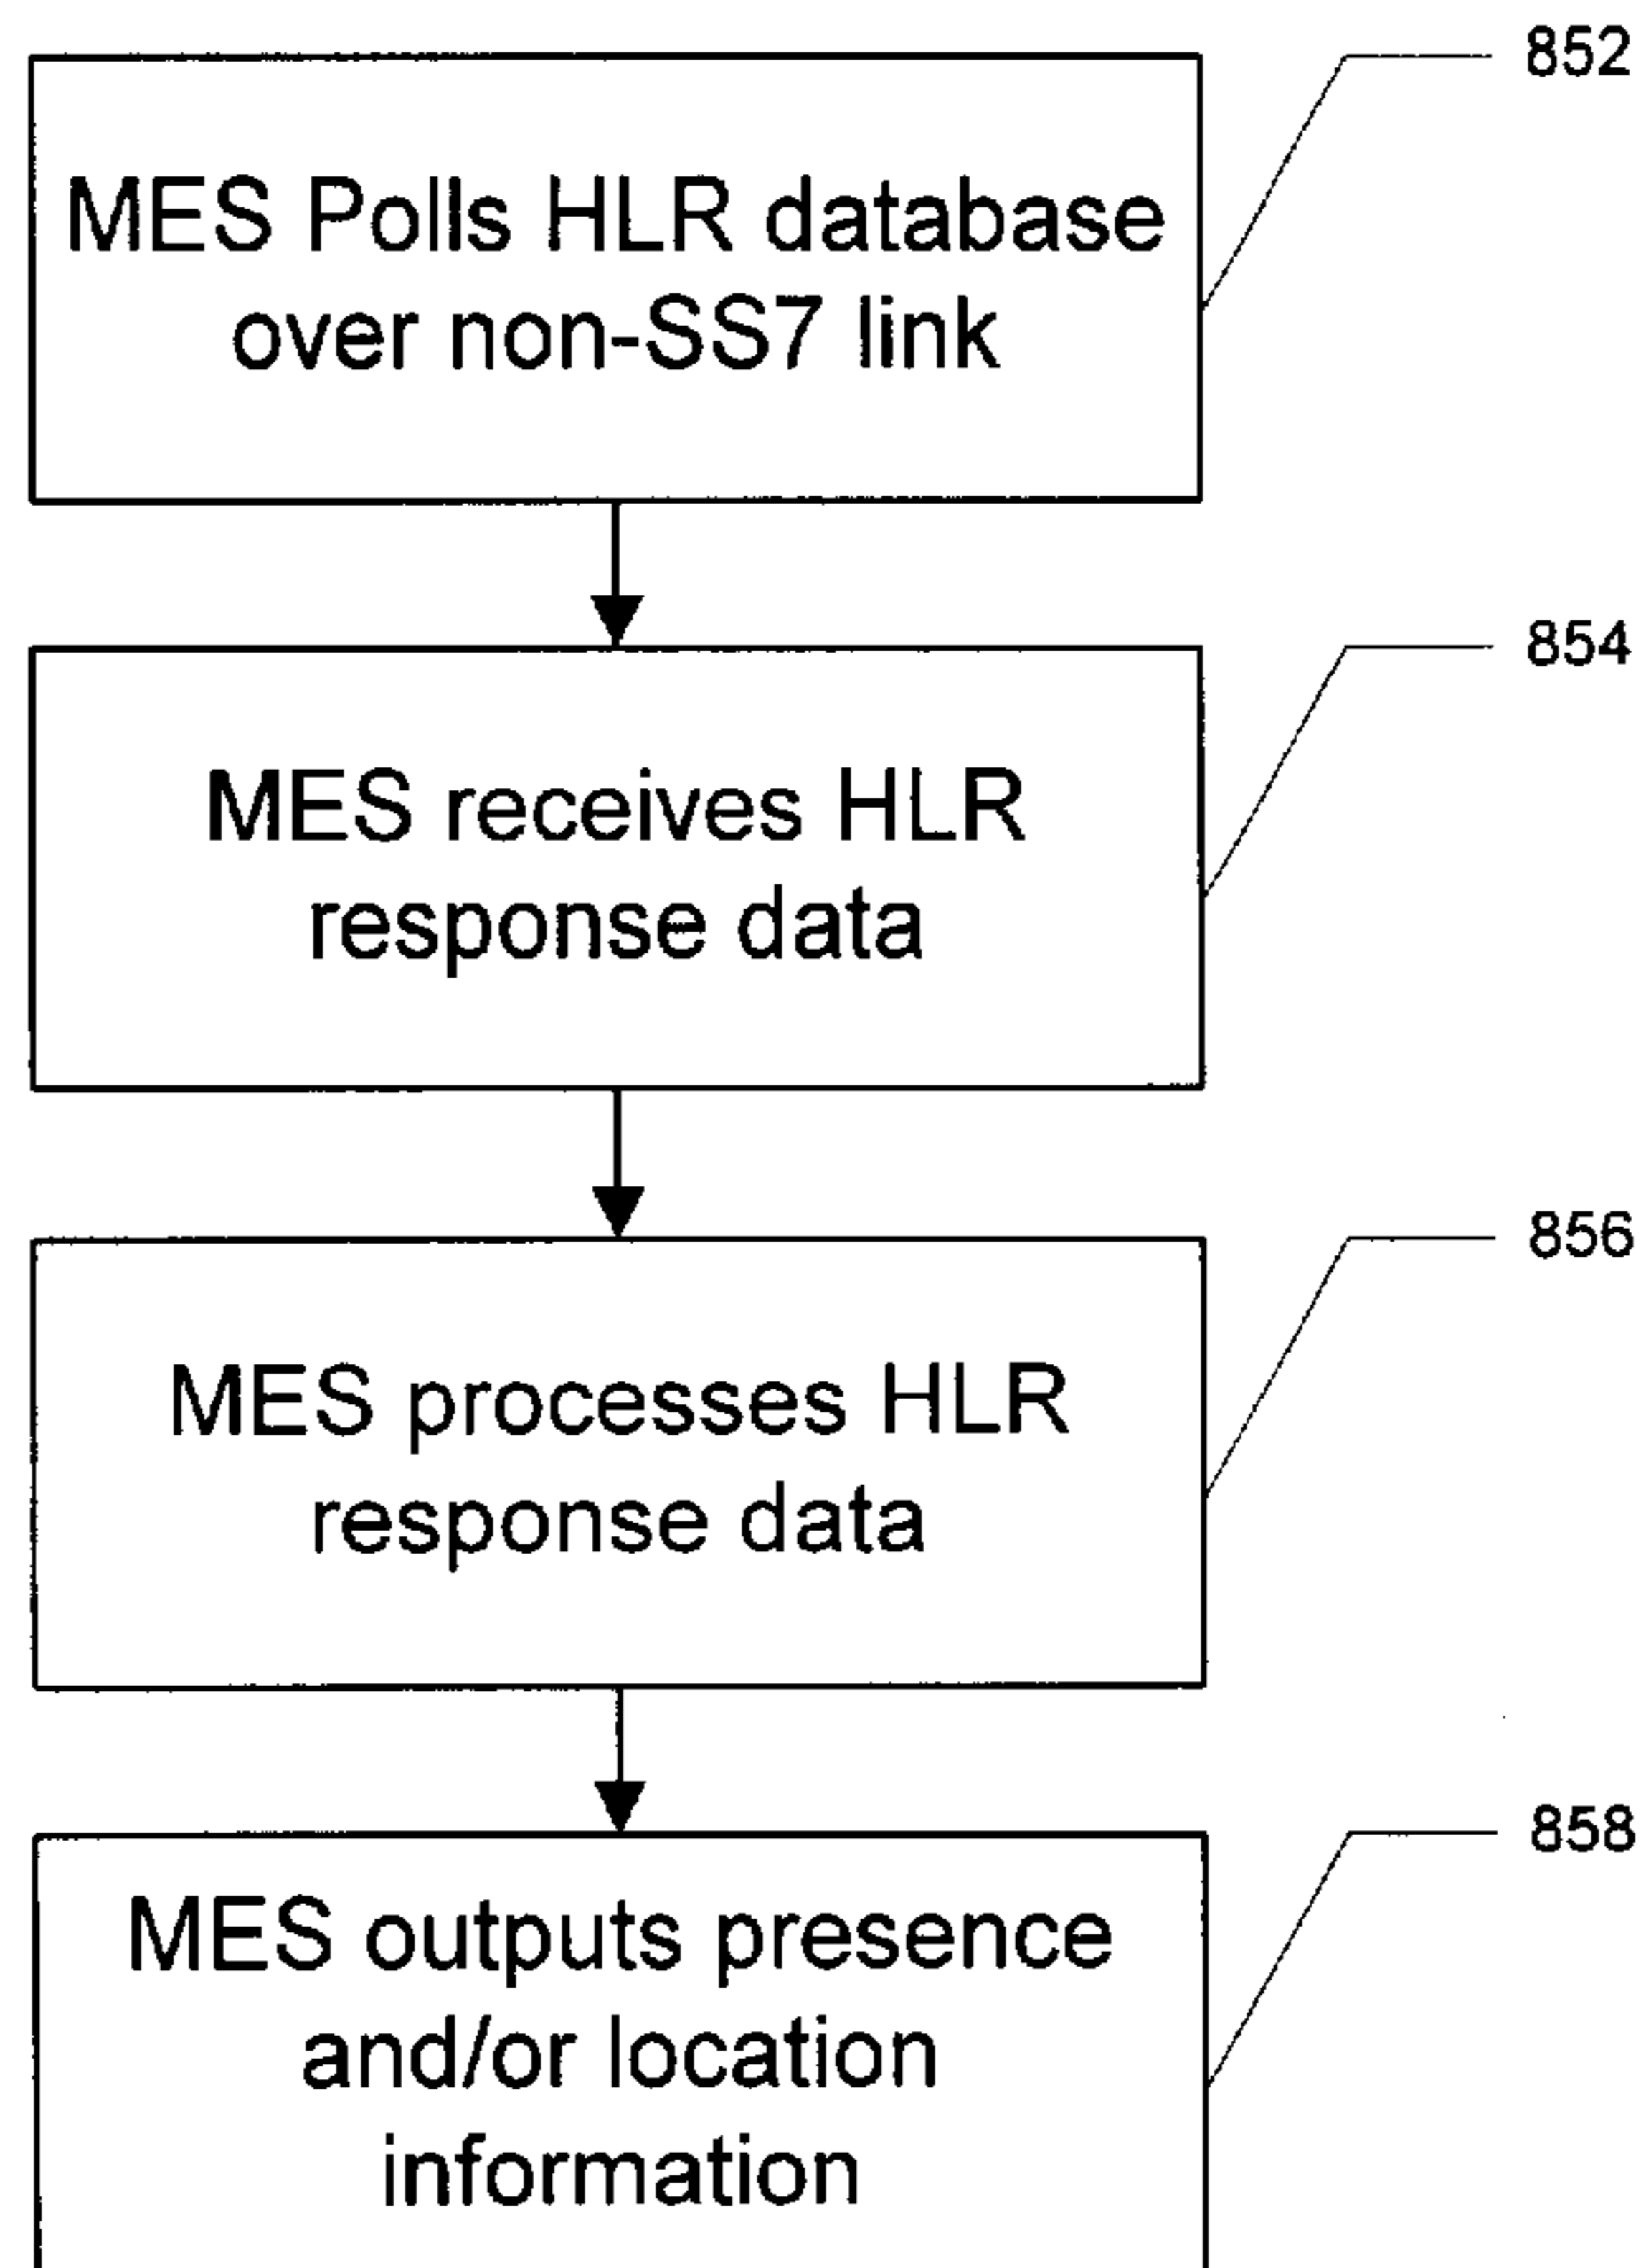 852
MES Polls HLR database
over non-SS7 link
854
MES receives HLR
response data
856
MES processes HLR
response data
858
MES outputs presence
and/or location
information